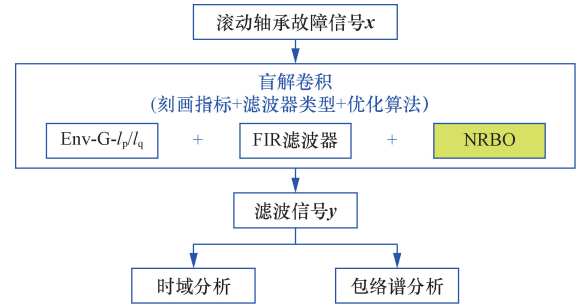 滚动轴承故障信号x
盲解卷积
(刻画指标+滤波器类型+优化算法)
Env-G-lp/lq + FIR滤波器 + NRBO
滤波信号y
时域分析 包络谱分析